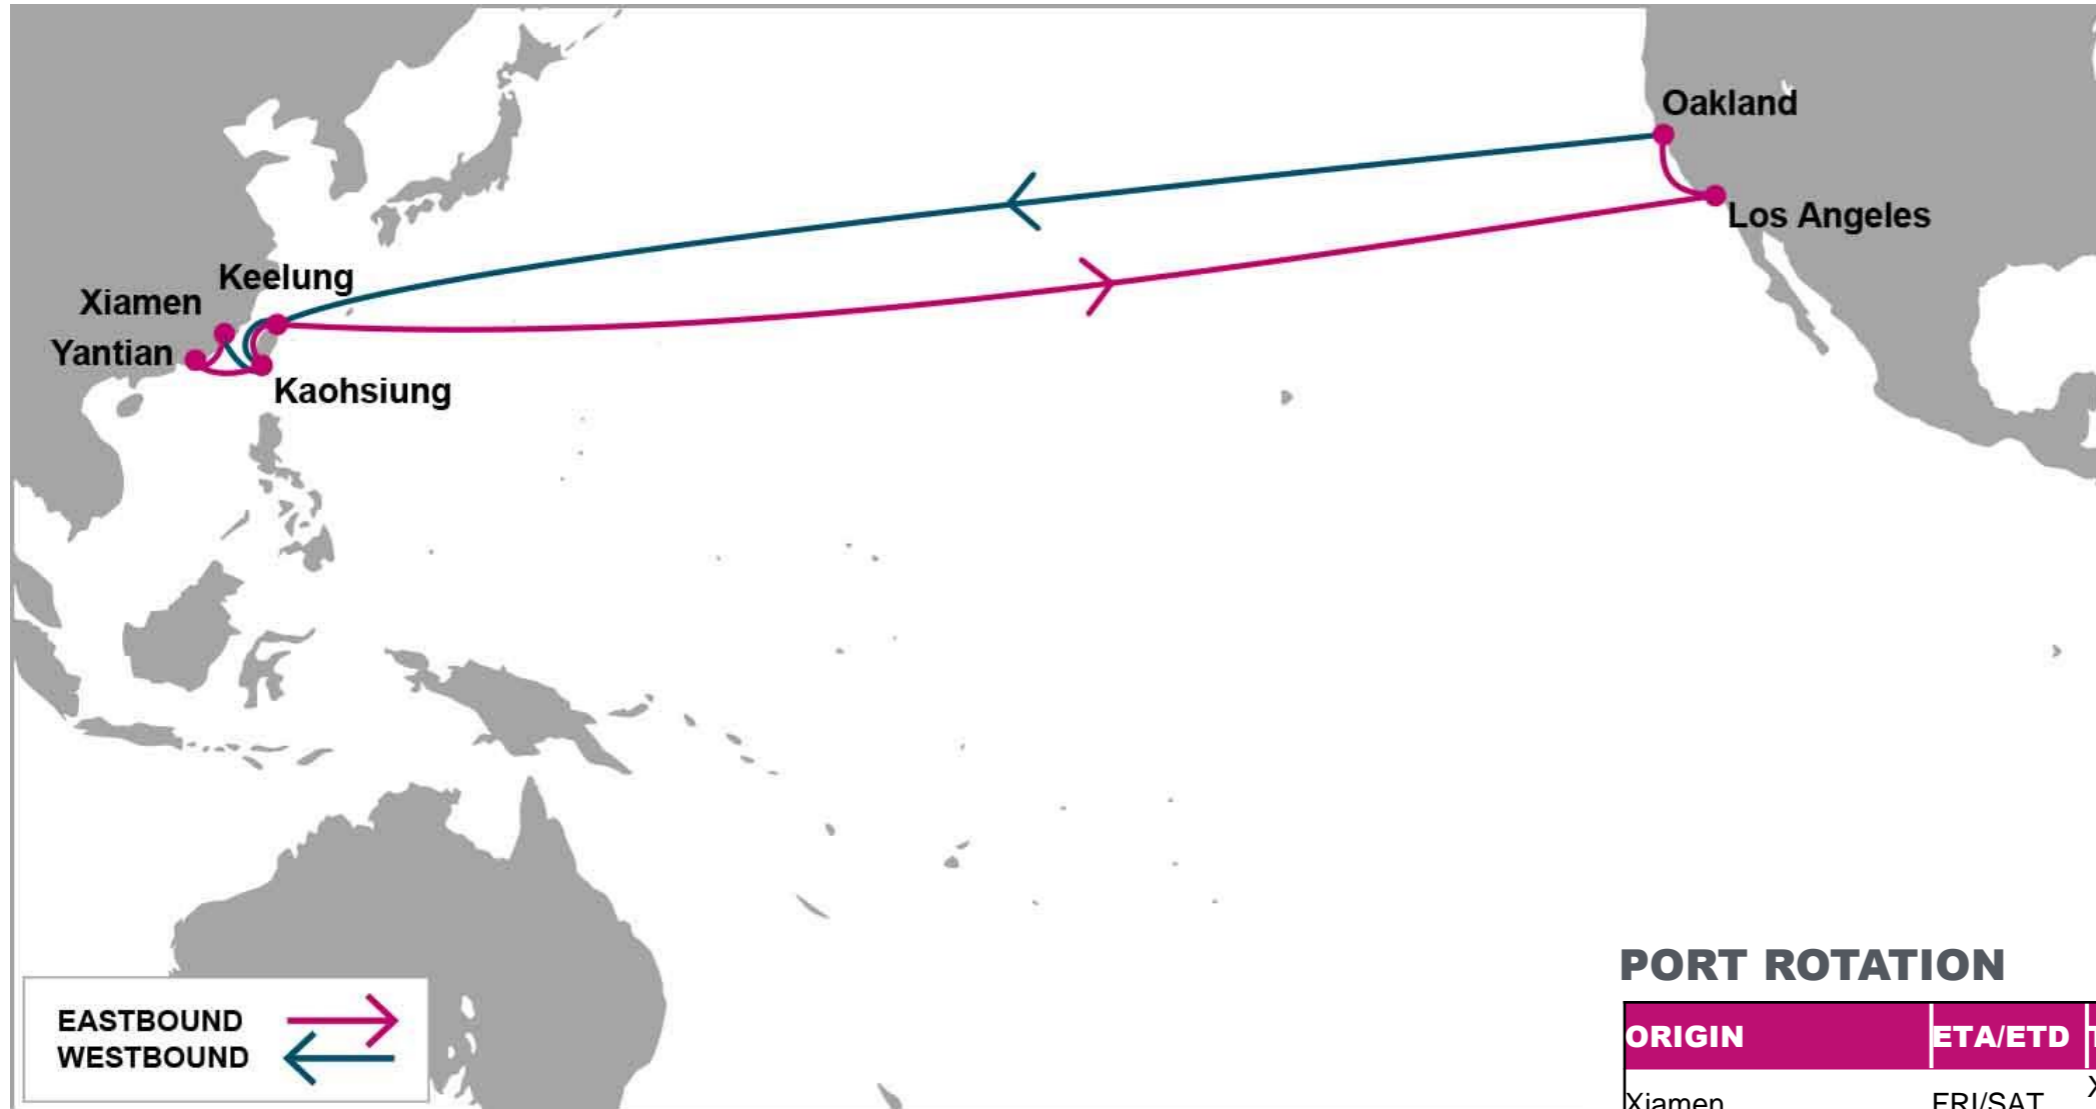 Oakland
Los Angeles
Keelung
Xiamen
Yantian
Kaohsiung
EASTBOUND
WESTBOUND
PORT ROTATION
ORIGIN ETA/ETD
Xiamen FRI/SAT